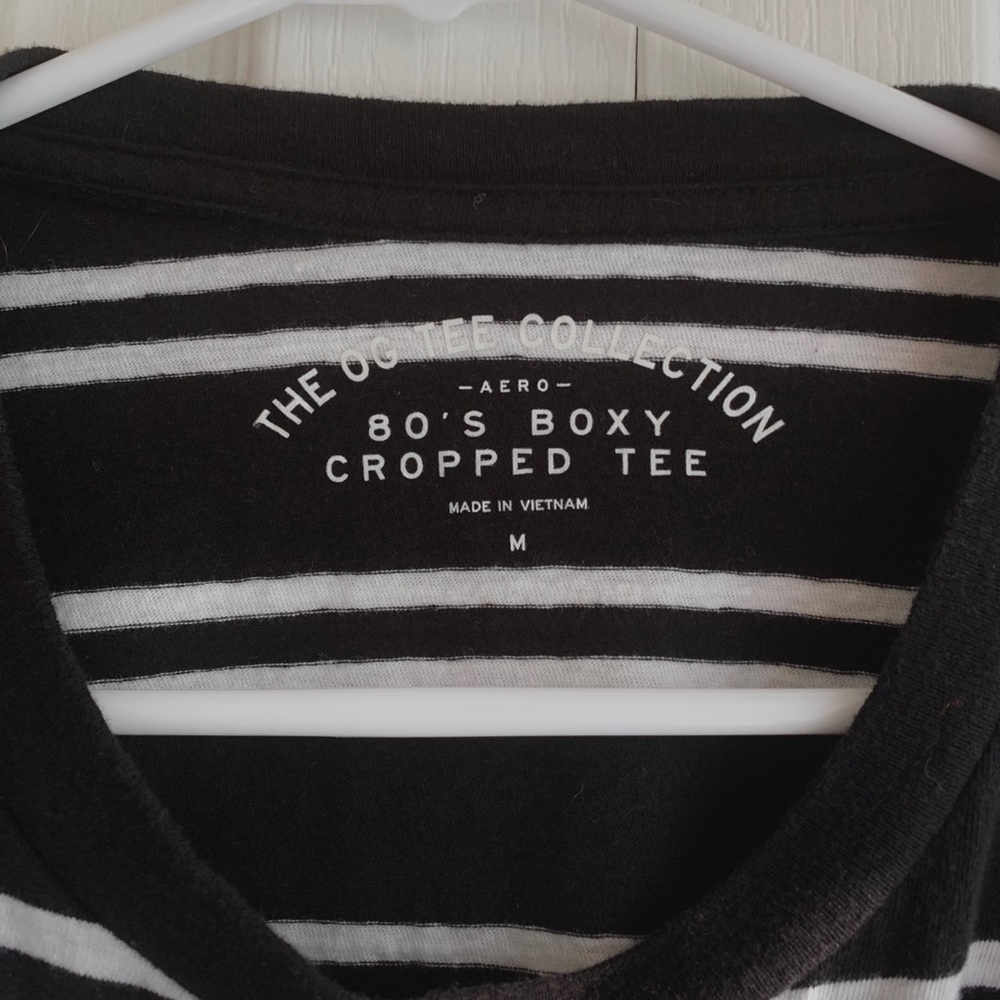 THE OG TEE COLLECTION
—AERO—
80'S BOXY
CROPPED TEE
MADE IN VIETNAM
M